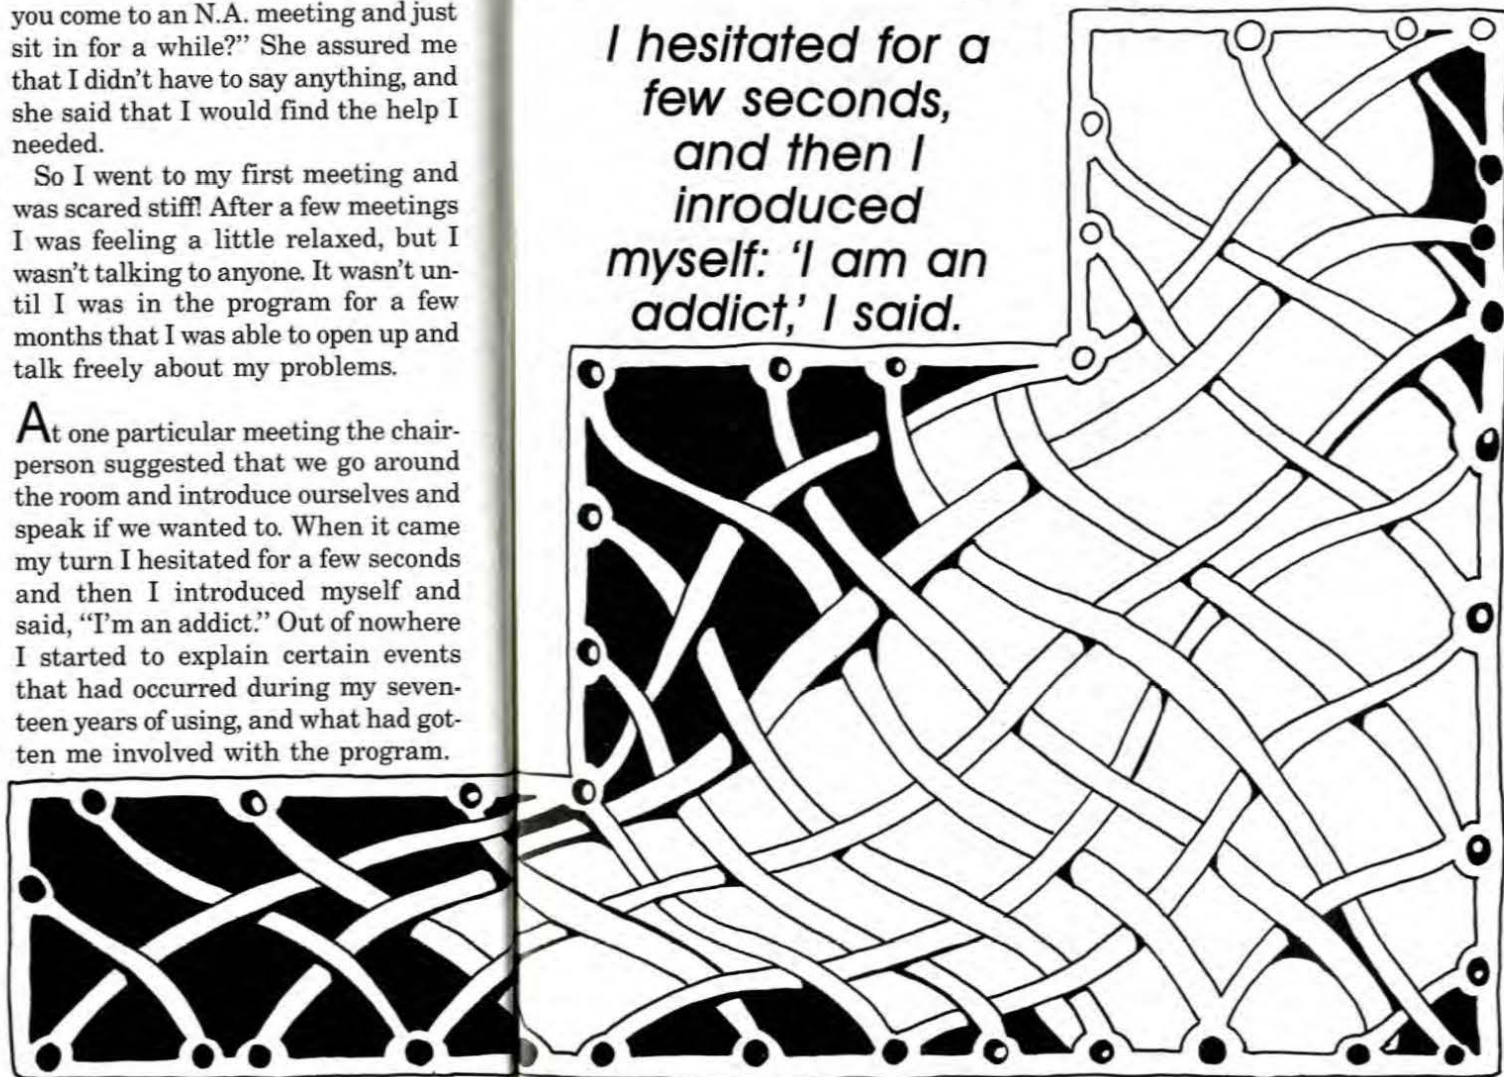 you come to an N.A. meeting and just
sit in for a while?” She assured me
that I didn’t have to say anything, and
she said that I would find the help I
needed.
So I went to my first meeting and
was scared stiff! After a few meetings
I was feeling a little relaxed, but I
wasn’t talking to anyone. It wasn’t un-
til I was in the program for a few
months that I was able to open up and
talk freely about my problems.
At one particular meeting the chair-
person suggested that we go around
the room and introduce ourselves and
speak if we wanted to. When it came
my turn I hesitated for a few seconds
and then I introduced myself and
said, “I’m an addict.” Out of nowhere
I started to explain certain events
that had occurred during my seven-
teen years of using, and what had got-
ten me involved with the program.
I hesitated for a
few seconds,
and then I
inroduced
myself: ‘I am an
addict,’ I said.